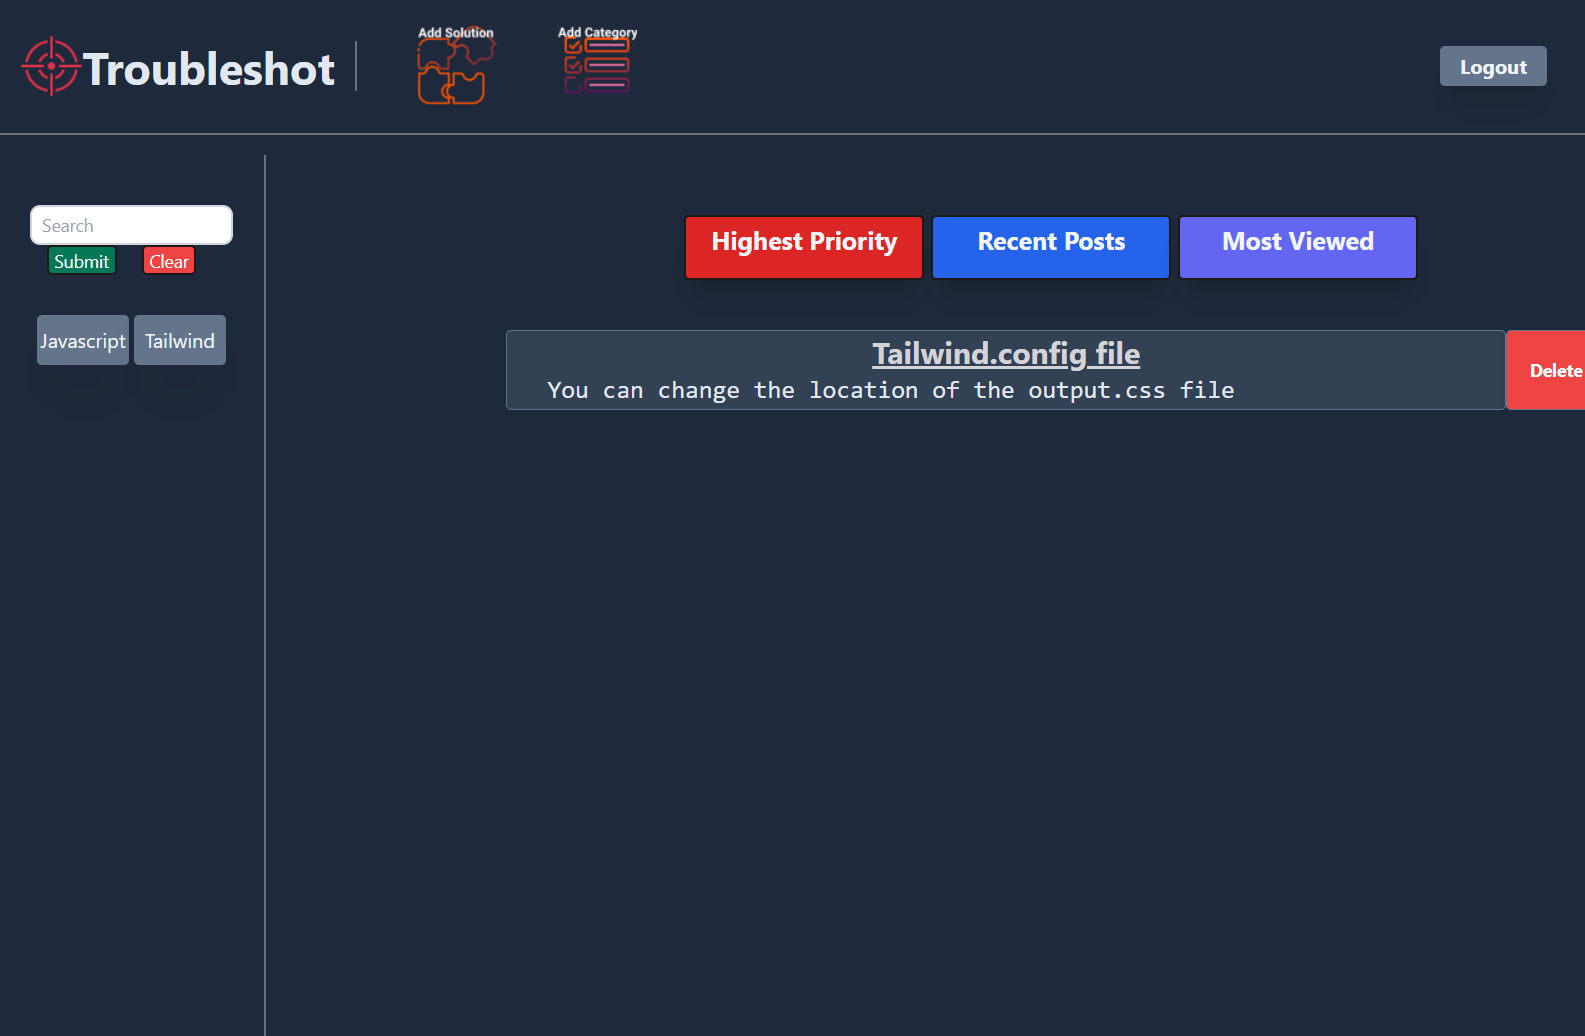 Troubleshot
Add Solution
Add Category
Logout
Search
Submit
Clear
Javascript
Tailwind
Highest Priority
Recent Posts
Most Viewed
Tailwind.config file
You can change the location of the output.css file
Delete